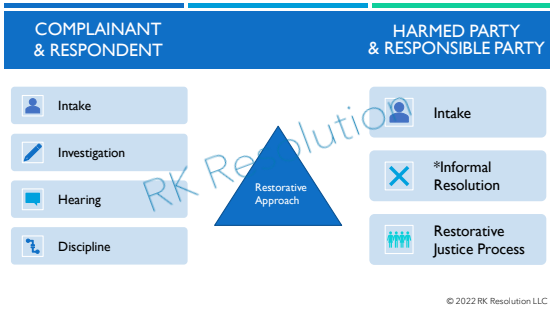 COMPLAINANT
& RESPONDENT
HARMED PARTY
& RESPONSIBLE PARTY
Intake
Investigation
Hearing
Discipline
RK Resolution
Restorative
Approach
Intake
*Informal
Resolution
Restorative
Justice Process
© 2022 RK Resolution LLC